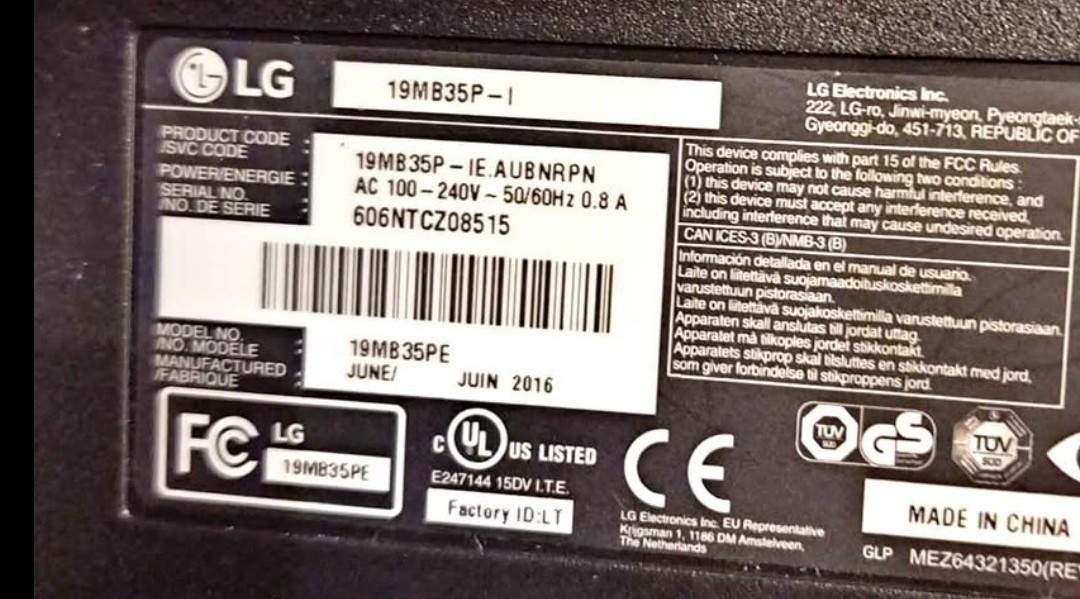 LG
19MB35P-I
LG Electronics Inc.
222, LG-ro, Jinwi-myeon, Pyeongtaek-
Gyeonggi-do, 451-713, REPUBLIC OF
PRODUCT CODE :
/SVC CODE
19MB35P-IE.AUBNRPN
POWER/ENERGIE :
AC 100-240V ~ 50/60Hz 0.8 A
SERIAL NO. :
/NO. DE SERIE
606NTCZ08515
MODEL NO. :
/NO. MODELE
19MB35PE
MANUFACTURED :
/FABRIQUE
JUNE/ JUIN 2016
This device complies with part 15 of the FCC Rules.
Operation is subject to the following two conditions :
(1) this device may not cause harmful interference, and
(2) this device must accept any interference received,
including interference that may cause undesired operation.
CAN ICES-3 (B)/NMB-3 (B)
Información detallada en el manual de usuario.
Laite on liitettävä suojamaadoituskoskettimilla
varustettuun pistorasiaan.
Laite on liitettävä suojakoskettimilla varustettuun pistorasiaan.
Apparaten skall anslutas till jordat uttag.
Apparatet må tilkoples jordet stikkontakt.
Apparatets stikprop skal tilsluttes en stikkontakt med jord,
som giver forbindelse til stikproppens jord.
FC LG
19MB35PE
C UL US LISTED
E247144 15DV I.T.E.
Factory ID:LT
CE
LG Electronics Inc. EU Representative
Krijgsman 1, 1186 DM Amstelveen,
The Netherlands
TÜV
SÜD
GS
TÜV
SÜD
MADE IN CHINA
GLP MEZ64321350(REV